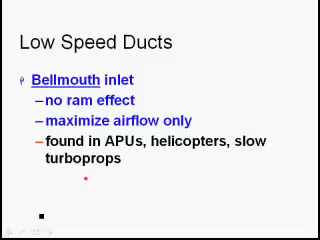 Low Speed Ducts
Bellmouth inlet
– no ram effect
– maximize airflow only
– found in APUs, helicopters, slow
turboprops